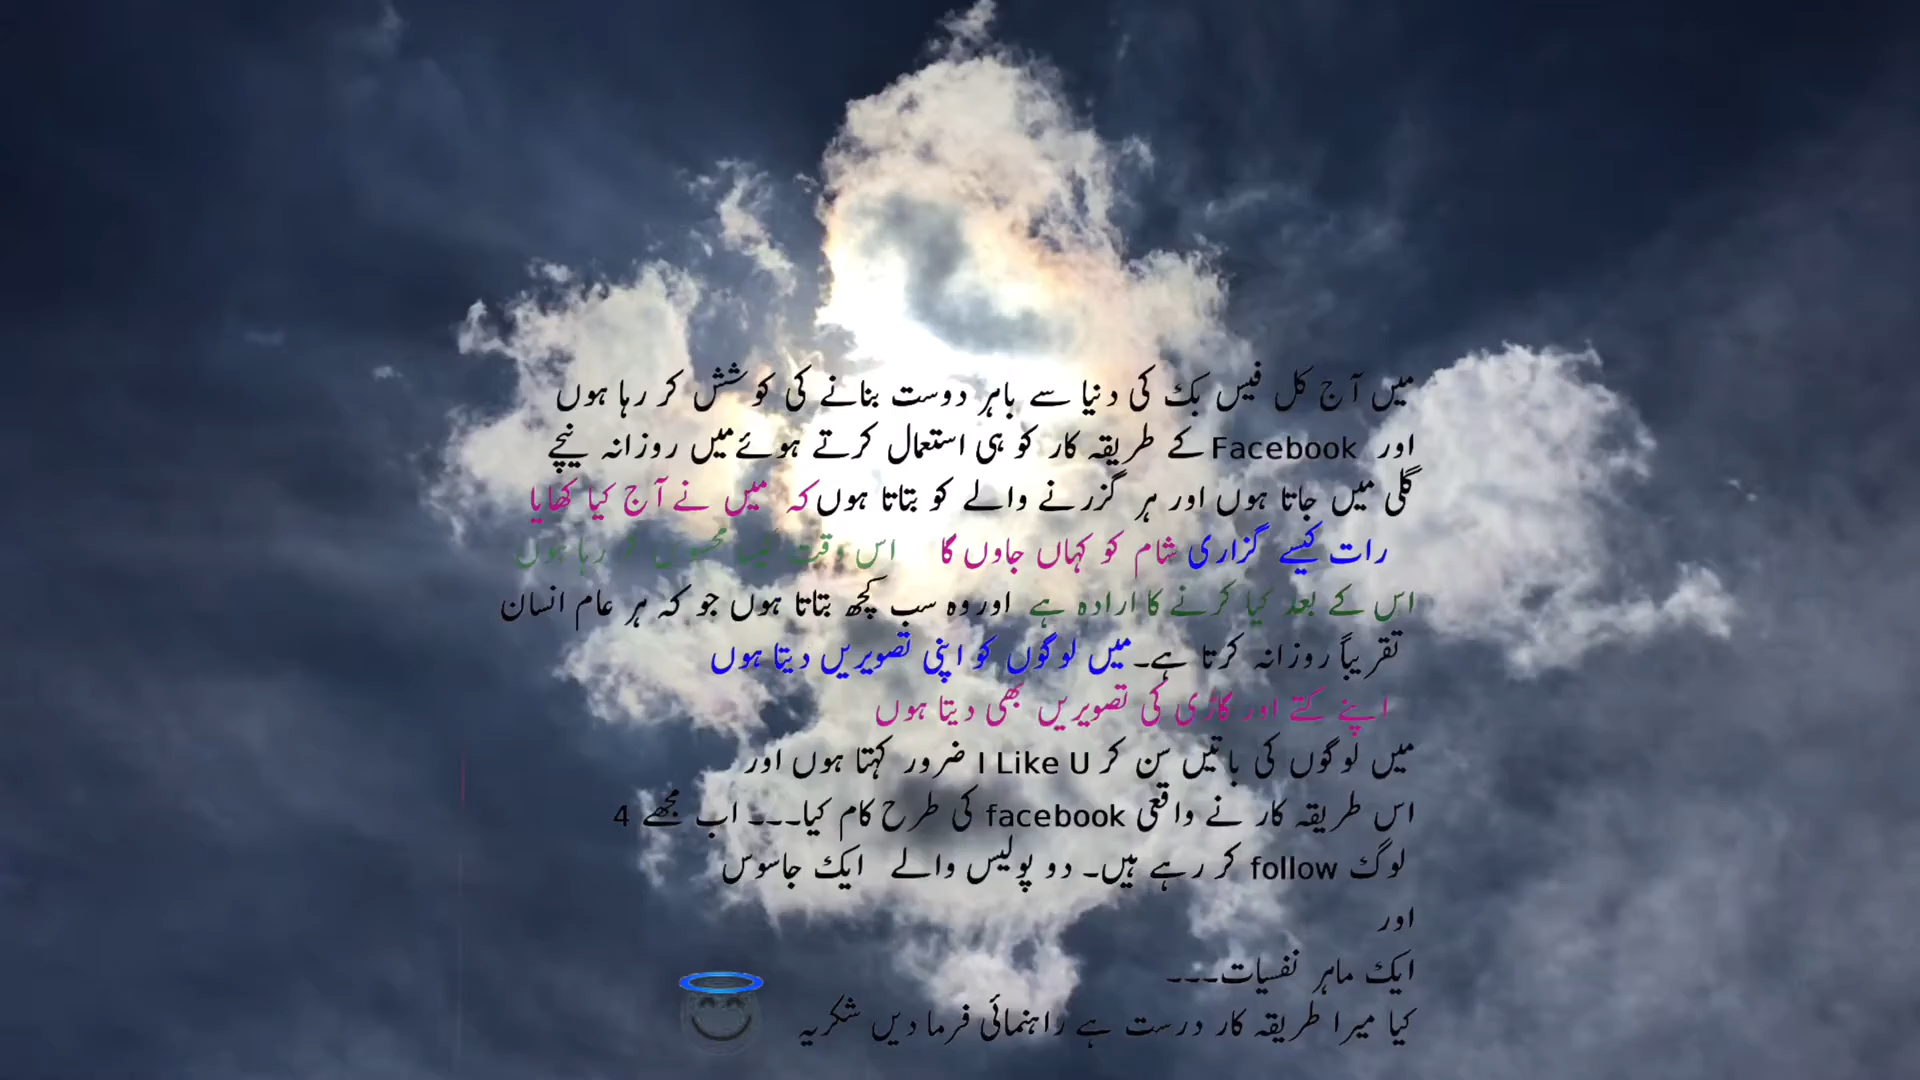 میں آج کل فیس بک کی دنیا سے باہر دوست بنانے کی کوشش کر رہا ہوں
اور Facebook کے طریقہ کار کو ہی استعمال کرتے ہوئے میں روزانہ نیچے
گلی میں جاتا ہوں اور ہر گزرنے والے کو بتاتا ہوں کہ میں نے آج کیا کھایا
رات کیسے گزاری شام کو کہاں جاوں گا اس وقت کیسا محسوس کر رہا ہوں
اس کے بعد کیا کرنے کا ارادہ ہے اور وہ سب کچھ بتاتا ہوں جو کہ ہر عام انسان
تقریباً روزانہ کرتا ہے۔ میں لوگوں کو اپنی تصویریں دیتا ہوں
اپنے کتے اور گاڑی کی تصویریں بھی دیتا ہوں
میں لوگوں کی باتیں سن کر I Like U ضرور کہتا ہوں اور
اس طریقہ کار نے واقعی facebook کی طرح کام کیا۔۔۔ اب مجھے 4
لوگ follow کر رہے ہیں۔ دو پولیس والے ایک جاسوس
اور
ایک ماہر نفسیات۔۔۔
کیا میرا طریقہ کار درست ہے راہنمائی فرما دیں شکریہ